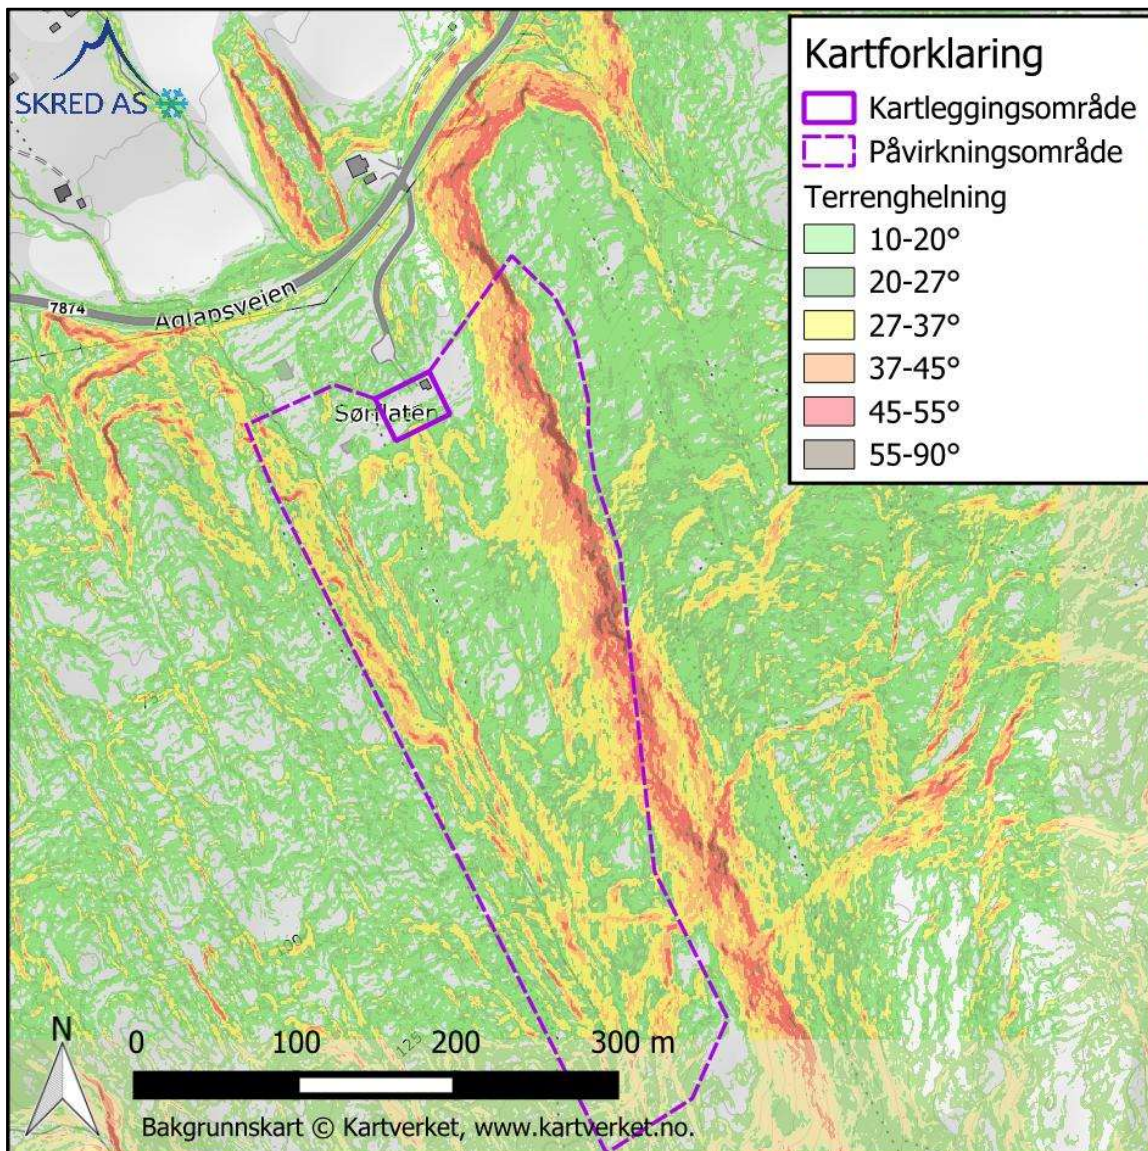 SKRED AS
Kartforklaring
Kartleggingsområde
Påvirkningsområde
Terrenghelning
10-20°
20-27°
27-37°
37-45°
45-55°
55-90°
7874
Aglapsveien
Sørflaten
125
N
0 100 200 300 m
Bakgrunnskart © Kartverket, www.kartverket.no.